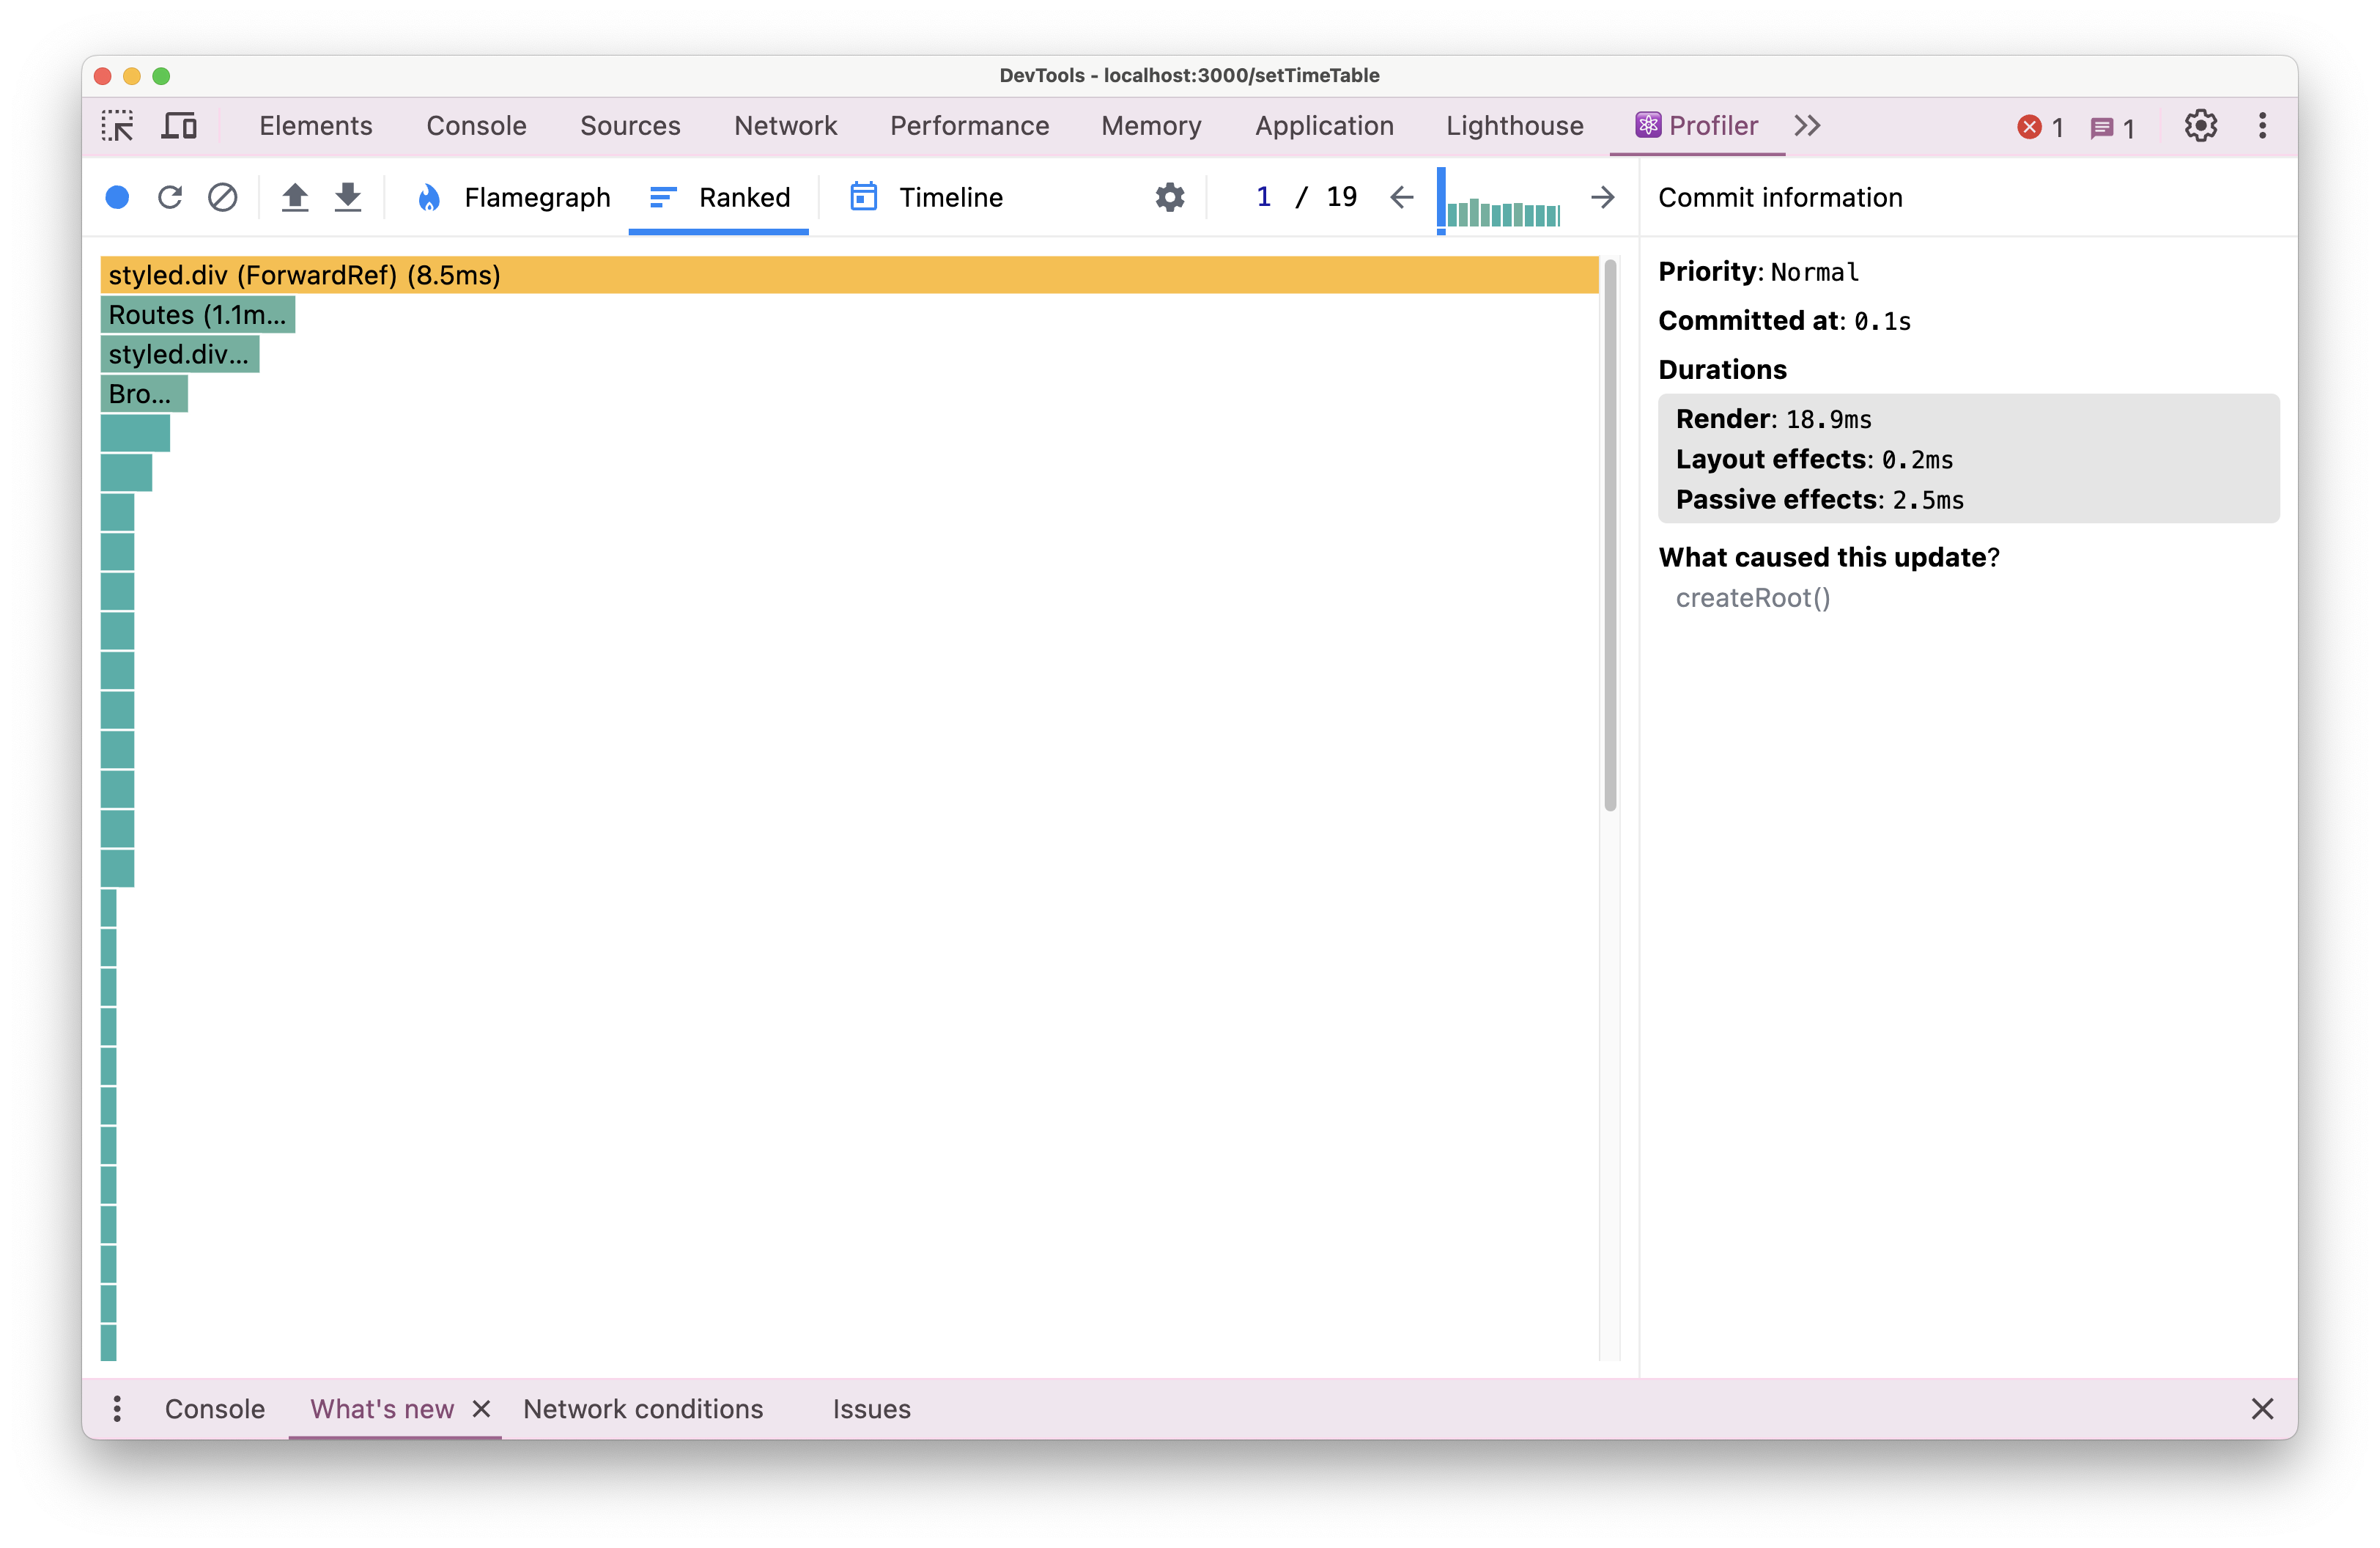 DevTools - localhost:3000/setTimeTable
Elements Console Sources Network Performance Memory Application Lighthouse Profiler 1 1
Flamegraph Ranked Timeline 1 / 19 Commit information
styled.div (ForwardRef) (8.5ms)
Routes (1.1m...
styled.div...
Bro...
Priority: Normal
Committed at: 0.1s
Durations
Render: 18.9ms
Layout effects: 0.2ms
Passive effects: 2.5ms
What caused this update?
createRoot()
Console What's new Network conditions Issues